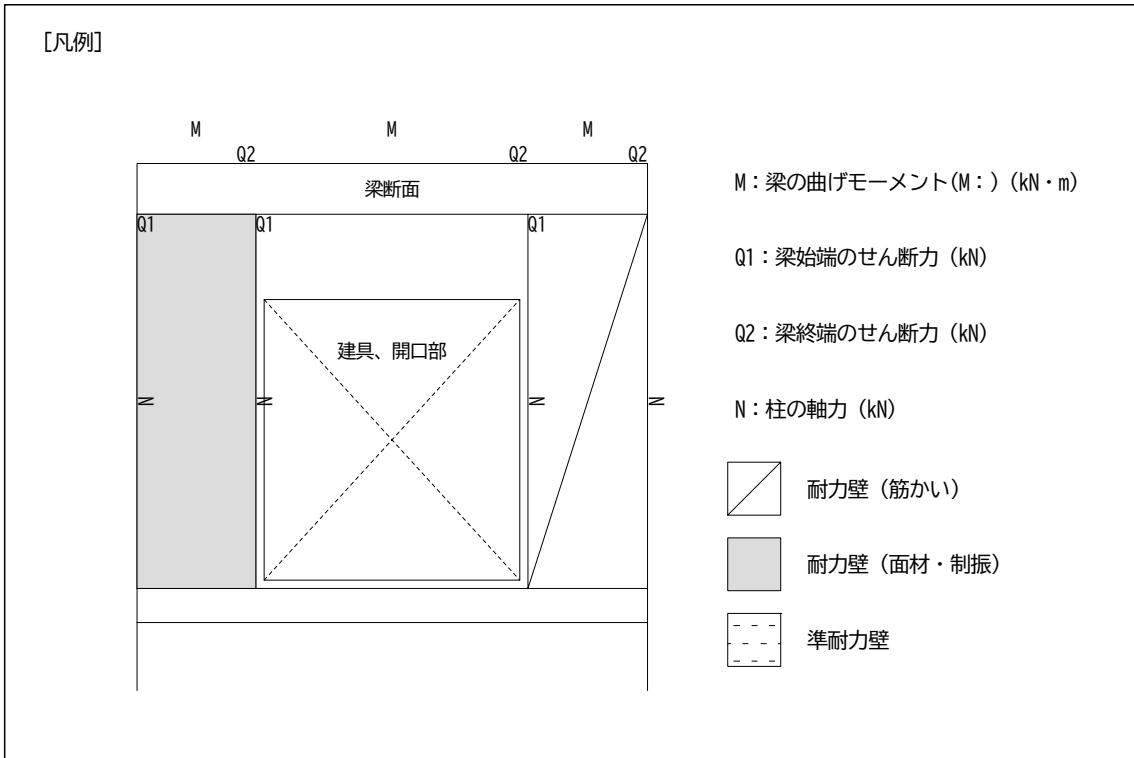 [凡例]
M
M
M
Q2
Q2
Q2
梁断面
Q1
Q1
Q1
建具、開口部
N
N
N
N
M：梁の曲げモーメント(M：) (kN・m)
Q1：梁始端のせん断力 (kN)
Q2：梁終端のせん断力 (kN)
N：柱の軸力 (kN)
耐力壁（筋かい）
耐力壁（面材・制振）
準耐力壁